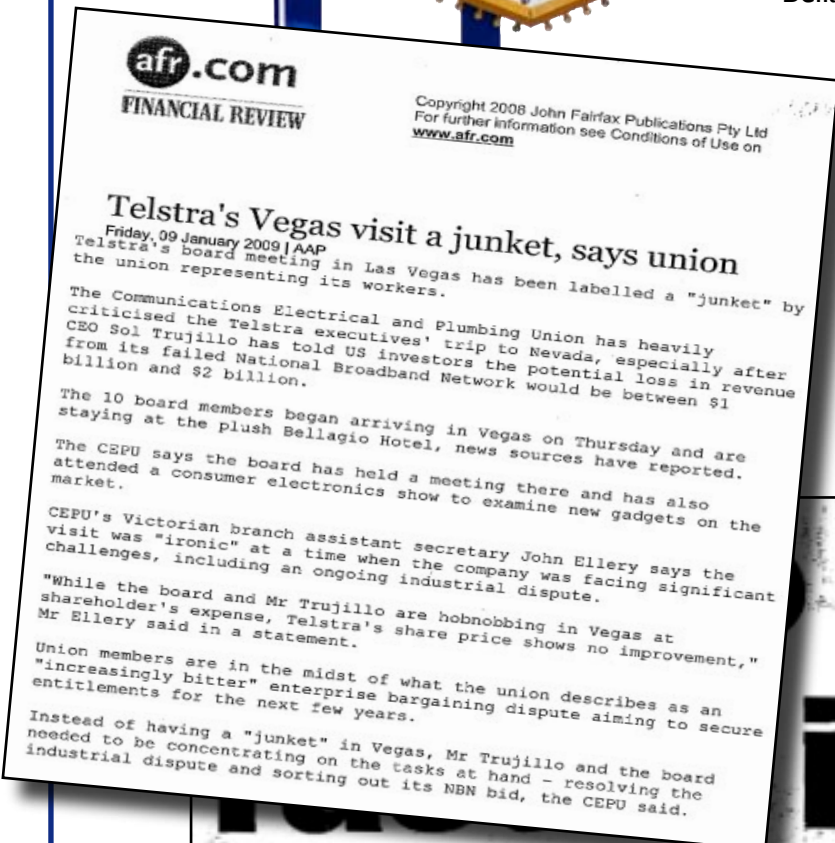 afr.com
FINANCIAL REVIEW
Copyright 2008 John Fairfax Publications Pty Ltd
For further information see Conditions of Use on
www.afr.com
Telstra's Vegas visit a junket, says union
Friday, 09 January 2009 | AAP
Telstra's board meeting in Las Vegas has been labelled a "junket" by
the union representing its workers.
The Communications Electrical and Plumbing Union has heavily
criticised the Telstra executives' trip to Nevada, especially after
CEO Sol Trujillo has told US investors the potential loss in revenue
from its failed National Broadband Network would be between $1
billion and $2 billion.
The 10 board members began arriving in Vegas on Thursday and are
staying at the plush Bellagio Hotel, news sources have reported.
The CEPU says the board has held a meeting there and has also
attended a consumer electronics show to examine new gadgets on the
market.
CEPU's Victorian branch assistant secretary John Ellery says the
visit was "ironic" at a time when the company was facing significant
challenges, including an ongoing industrial dispute.
"While the board and Mr Trujillo are hobnobbing in Vegas at
shareholder's expense, Telstra's share price shows no improvement,"
Mr Ellery said in a statement.
Union members are in the midst of what the union describes as an
"increasingly bitter" enterprise bargaining dispute aiming to secure
entitlements for the next few years.
Instead of having a "junket" in Vegas, Mr Trujillo and the board
needed to be concentrating on the tasks at hand – resolving the
industrial dispute and sorting out its NBN bid, the CEPU said.